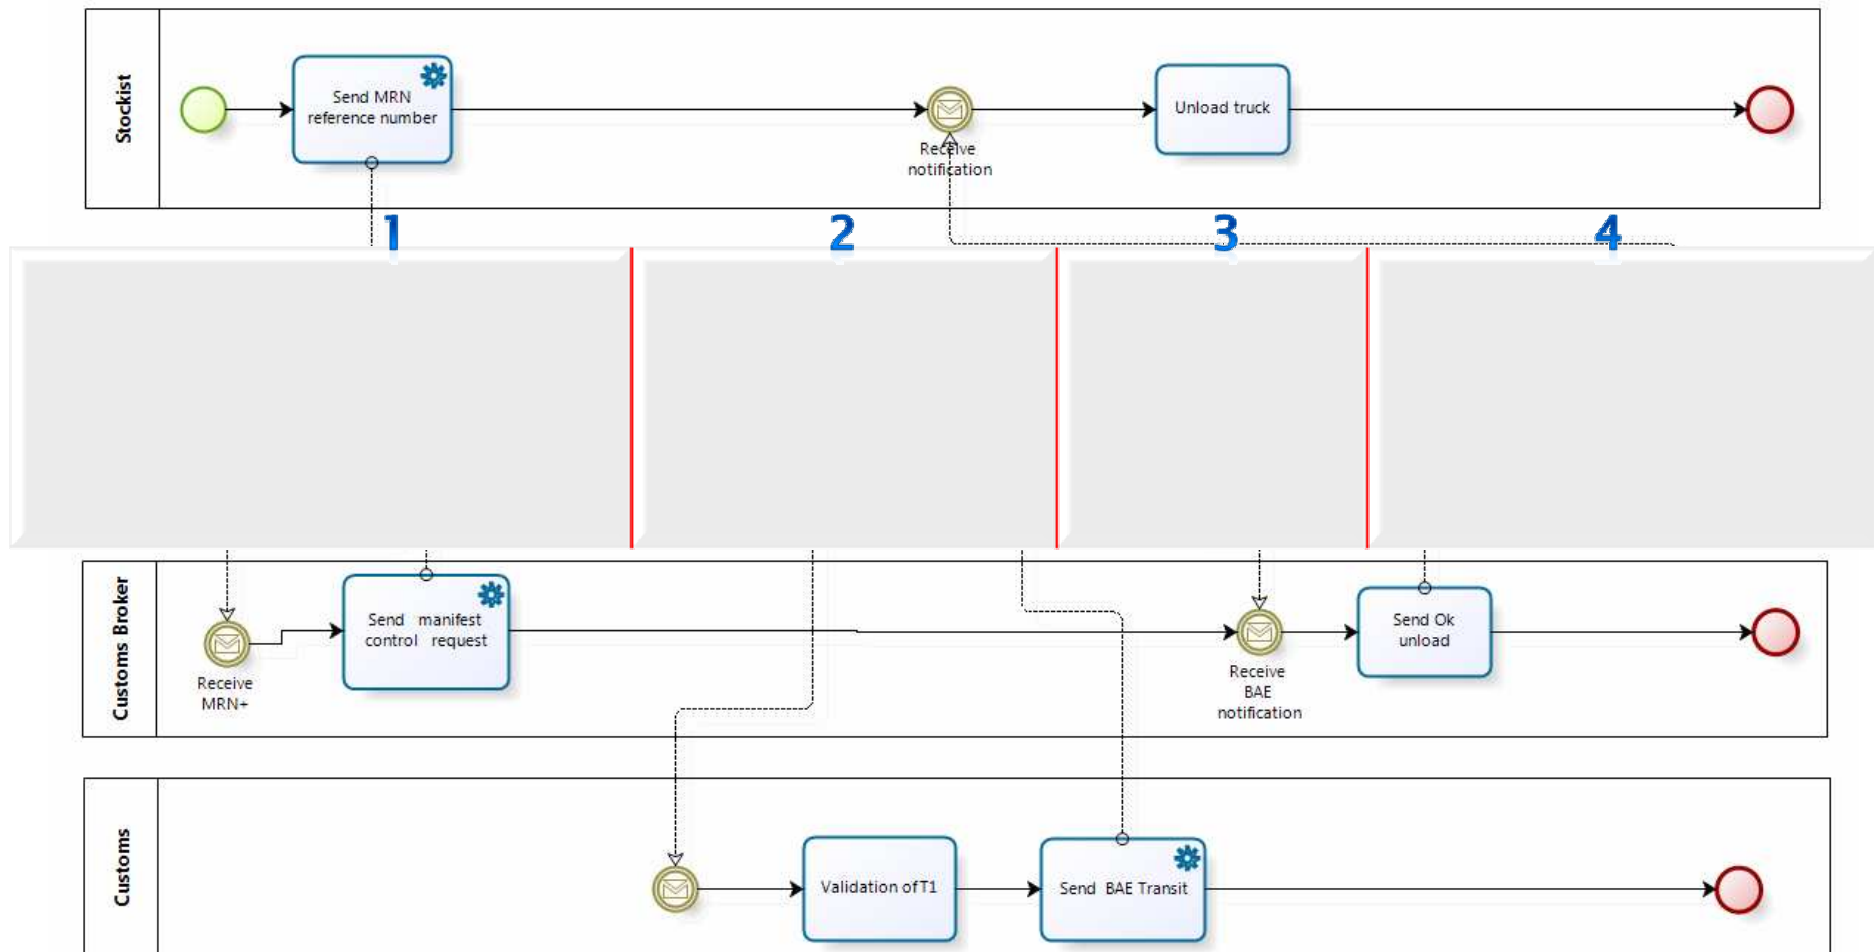 Stockist
Send MRN
reference number
Receive
notification
Unload truck
1
2
3
4
Customs Broker
Receive
MRN+
Send manifest
control request
Receive
BAE
notification
Send Ok
unload
Customs
Validation of T1
Send BAE Transit